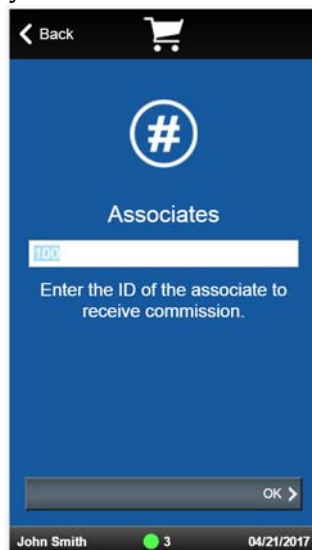 Back
#
Associates
100
Enter the ID of the associate to
receive commission.
OK
John Smith 3 04/21/2017